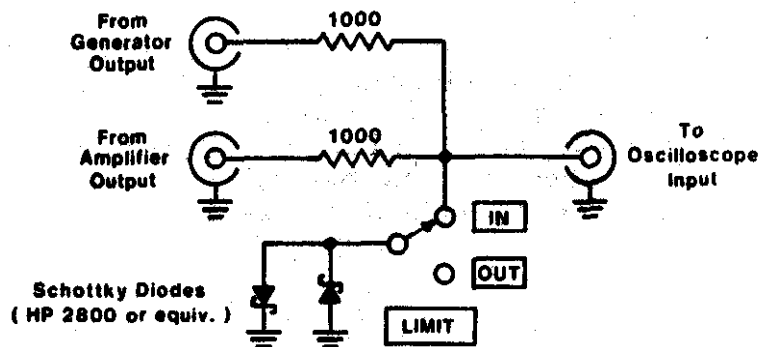 From
Generator
Output
1000
From
Amplifier
Output
1000
To
Oscilloscope
Input
IN
OUT
Schottky Diodes
( HP 2800 or equiv. )
LIMIT